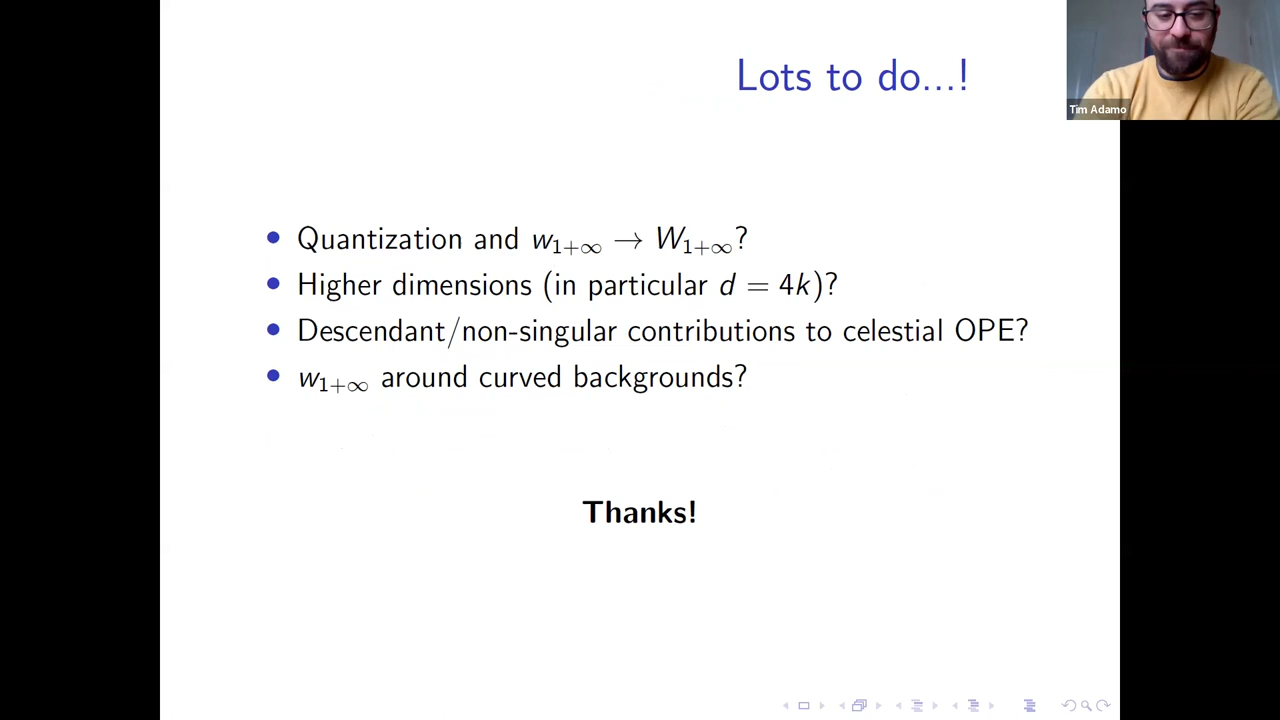 Lots to do...!
Tim Adamo
• Quantization and w₁₊∞ → W₁₊∞?
• Higher dimensions (in particular d = 4k)?
• Descendant/non-singular contributions to celestial OPE?
• w₁₊∞ around curved backgrounds?
Thanks!